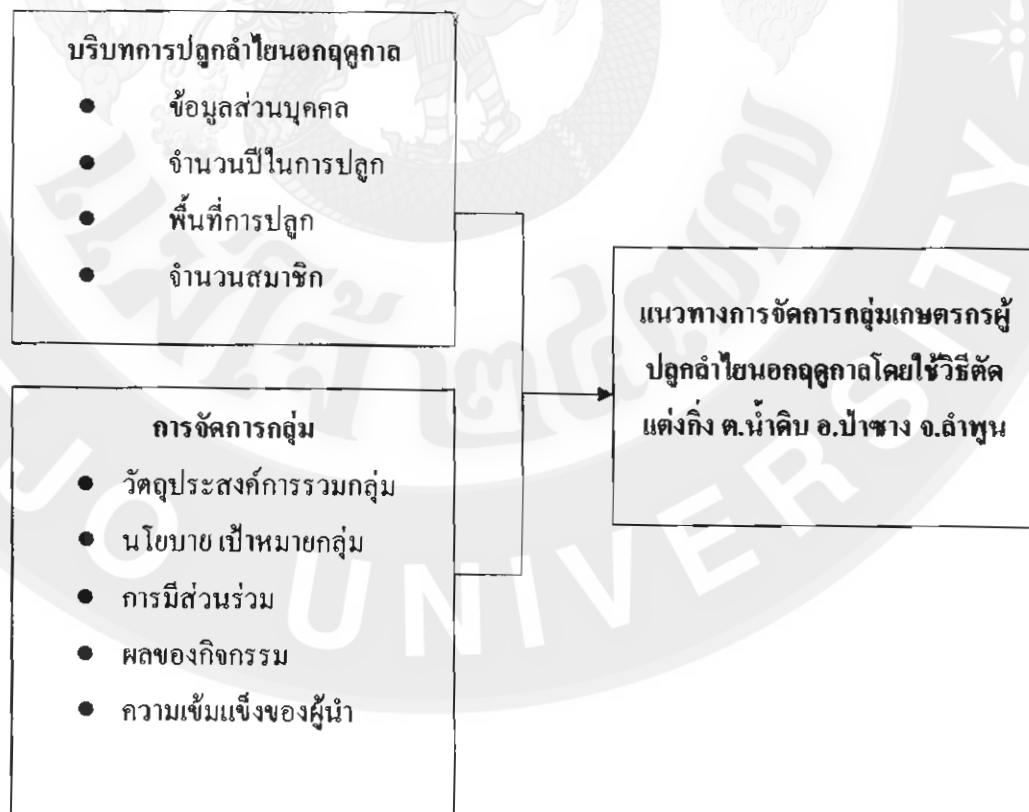 บริบทการปลูกลำไยนอกฤดูกาล
● ข้อมูลส่วนบุคคล
● จำนวนปีในการปลูก
● พื้นที่การปลูก
● จำนวนสมาชิก
การจัดการกลุ่ม
● วัตถุประสงค์การรวมกลุ่ม
● นโยบาย เป้าหมายกลุ่ม
● การมีส่วนร่วม
● ผลของกิจกรรม
● ความเข้มแข็งของผู้นำ
แนวทางการจัดการกลุ่มเกษตรกรผู้
ปลูกลำไยนอกฤดูกาลโดยใช้วิธีตัด
แต่งกิ่ง ต.น้ำดิบ อ.ป่าซาง จ.ลำพูน
แม่โจ้ ๒๔๗๗
JO UNIVERSITY